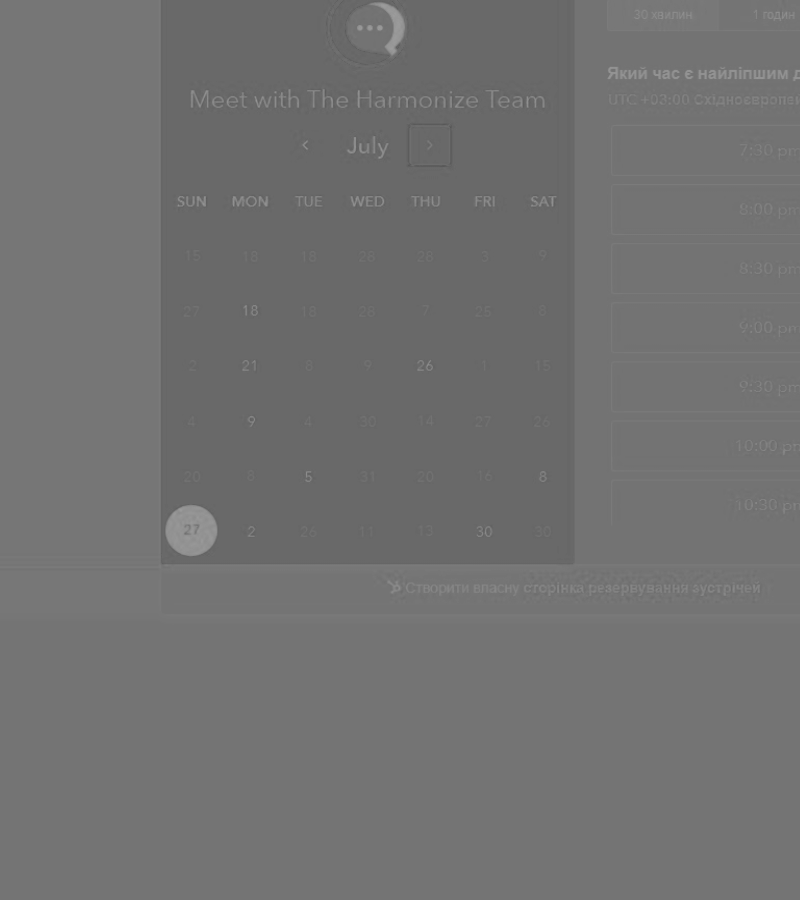 30 хвилин 1 годин
Meet with The Harmonize Team
Який час є найліпшим д
UTC +03:00 Східноєвропей
July
SUN MON TUE WED THU FRI SAT
7:30 pm
8:00 pm
15 18 18 26 28 3 9
8:30 pm
27 18 18 26 7 25 6
9:00 pm
2 21 8 9 26 1 15
9:30 pm
4 9 4 30 14 27 26
10:00 pm
20 8 5 31 20 16 8
10:30 pm
27 2 26 11 13 30 30
Створити власну сторінка резервування зустрічей